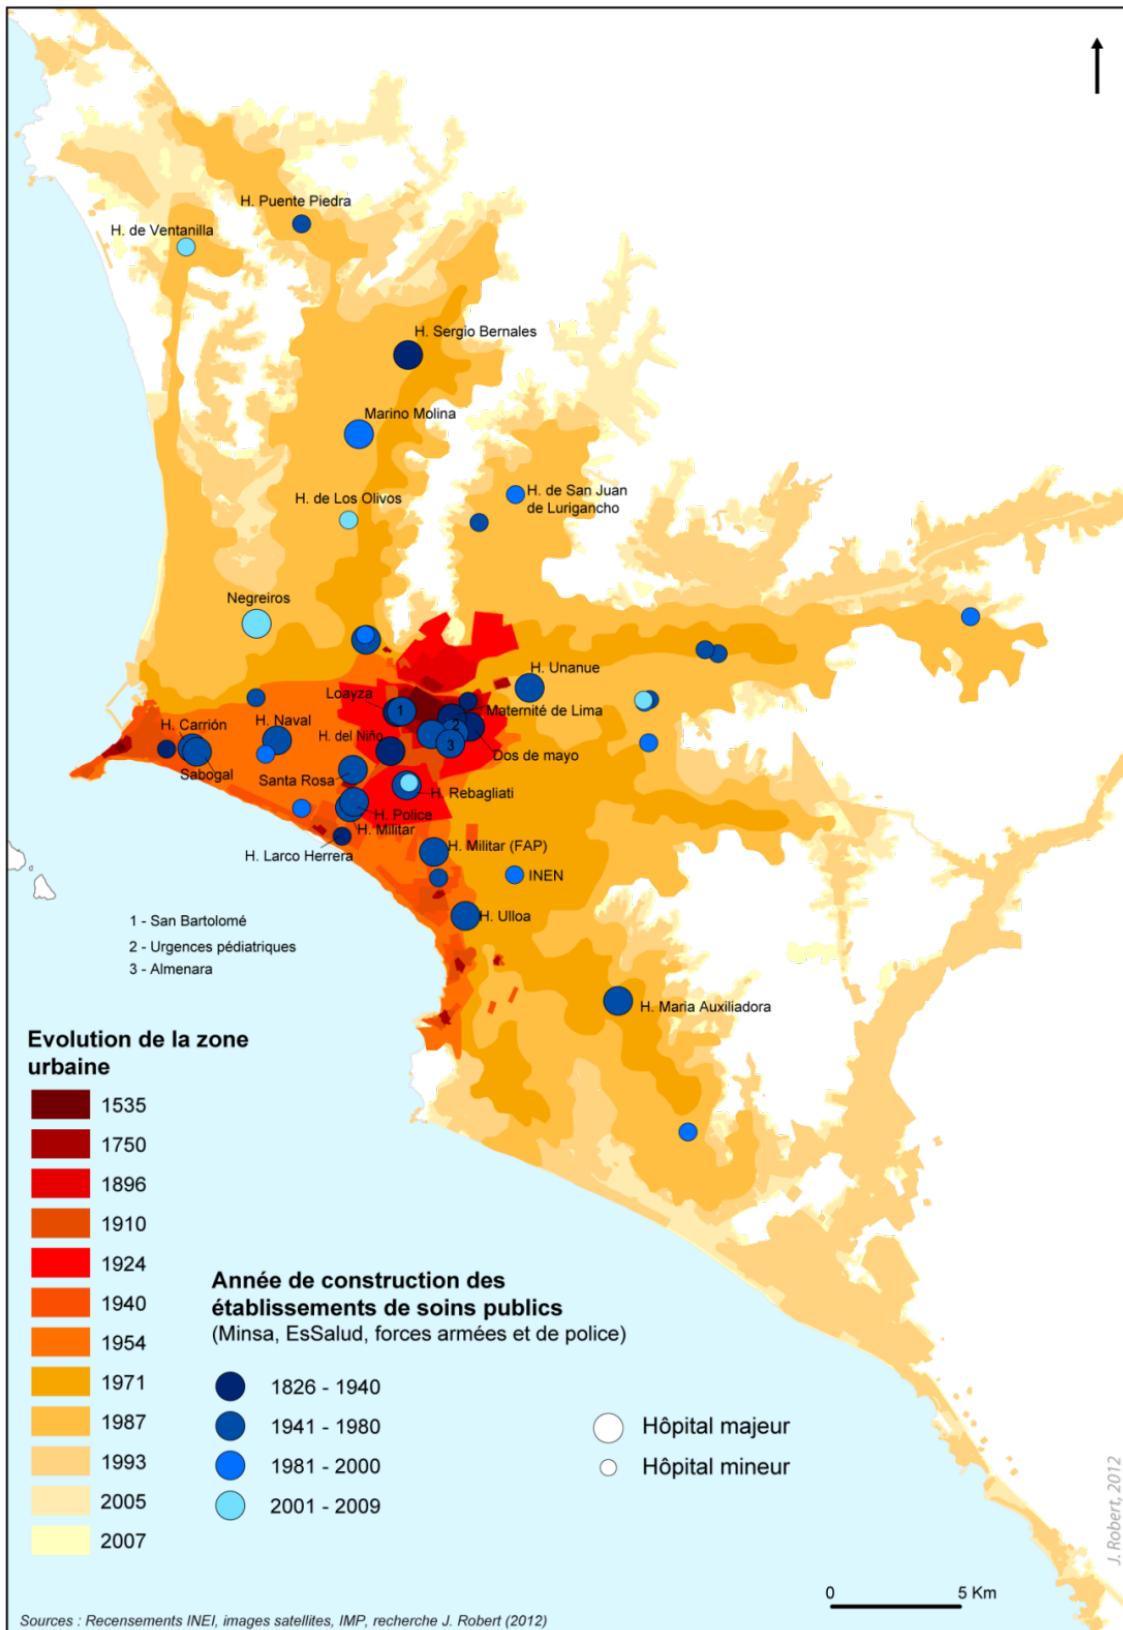 H. Puente Piedra
H. de Ventanilla
H. Sergio Bernales
Marino Molina
H. de Los Olivos
H. de San Juan
de Lurigancho
Negreiros
H. Unanue
Loayza
1
Maternité de Lima
2
H. Carrión
H. Naval
H. del Niño
3
Dos de mayo
Sabogal
Santa Rosa
H. Rebagliati
H. Police
H. Militar
H. Larco Herrera
H. Militar (FAP)
INEN
H. Ulloa
1 - San Bartolomé
2 - Urgences pédiatriques
3 - Almenara
H. Maria Auxiliadora
Evolution de la zone
urbaine
1535
1750
1896
1910
1924
1940
1954
1971
1987
1993
2005
2007
Année de construction des
établissements de soins publics
(Minsa, EsSalud, forces armées et de police)
1826 - 1940
1941 - 1980
1981 - 2000
2001 - 2009
Hôpital majeur
Hôpital mineur
J. Robert, 2012
0 5 Km
Sources : Recensements INEI, images satellites, IMP, recherche J. Robert (2012)